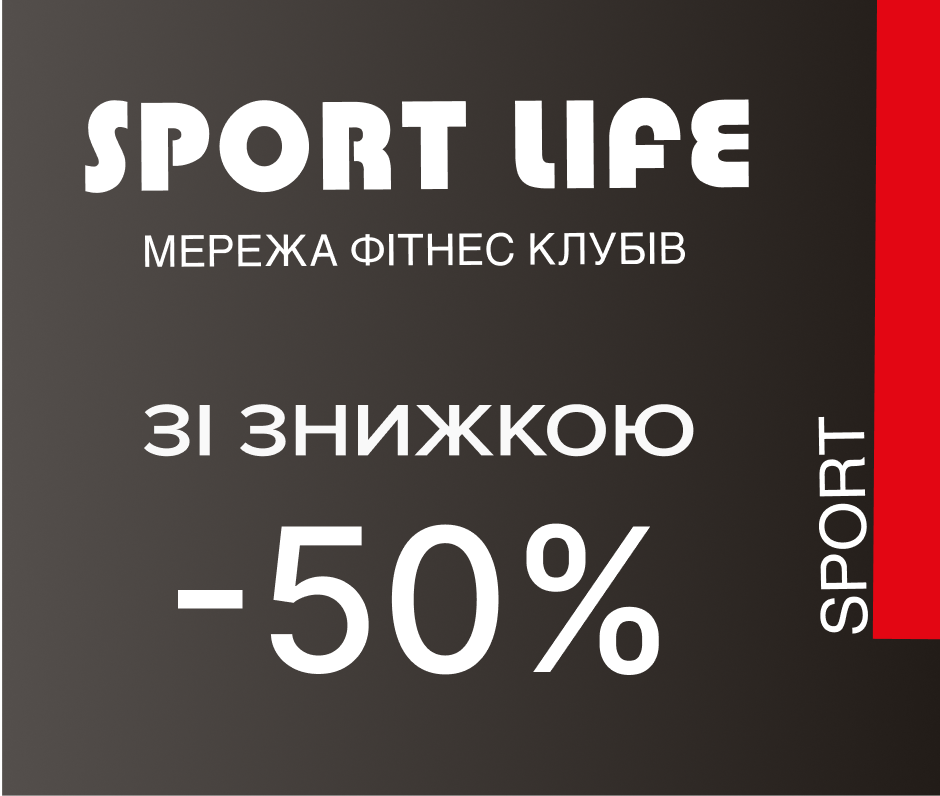 SPORT LIFE
МЕРЕЖА ФІТНЕС КЛУБІВ
ЗІ ЗНИЖКОЮ
-50%
SPORT